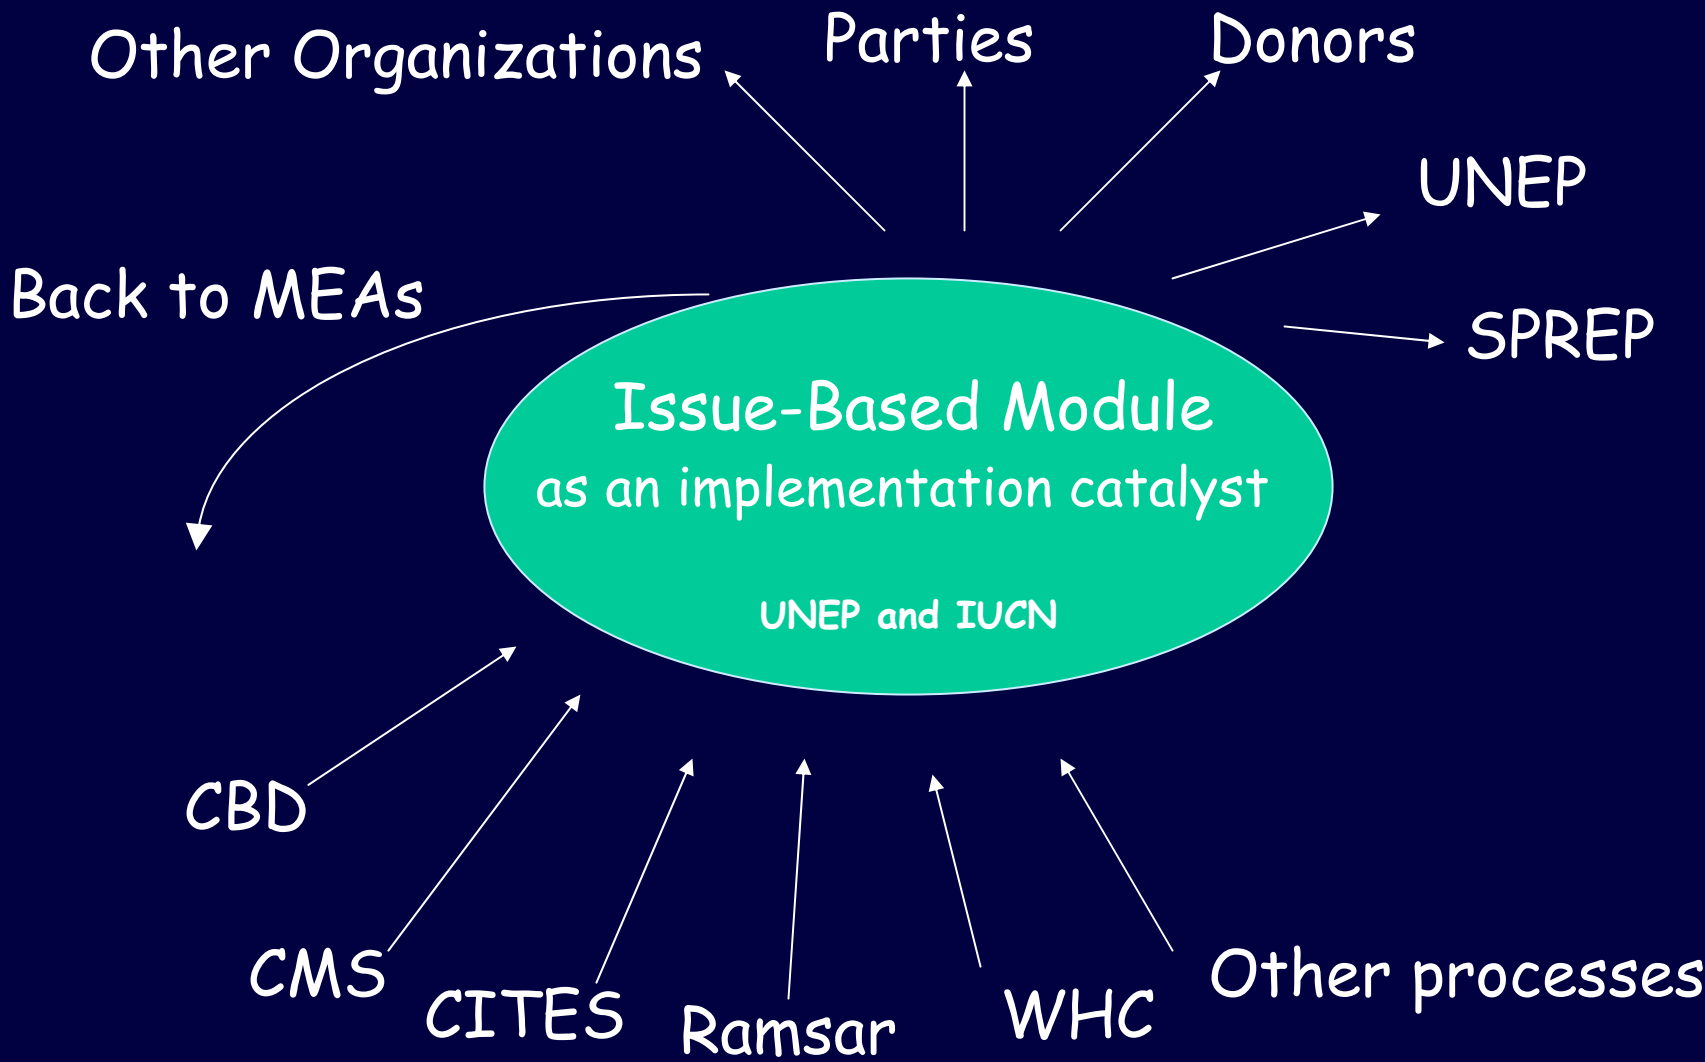 Other Organizations
Parties
Donors
UNEP
Back to MEAs
SPREP
Issue-Based Module
as an implementation catalyst
UNEP and IUCN
CBD
CMS
CITES
Ramsar
WHC
Other processes